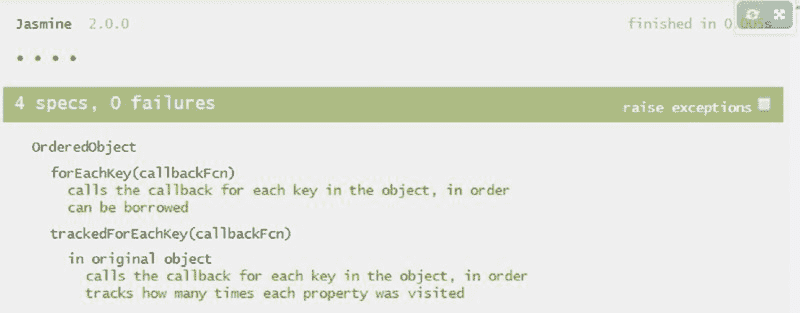 Jasmine 2.0.0
finished in 0.005s
4 specs, 0 failures
raise exceptions
OrderedObject
forEachKey(callbackFcn)
calls the callback for each key in the object, in order
can be borrowed
trackedForEachKey(callbackFcn)
in original object
calls the callback for each key in the object, in order
tracks how many times each property was visited